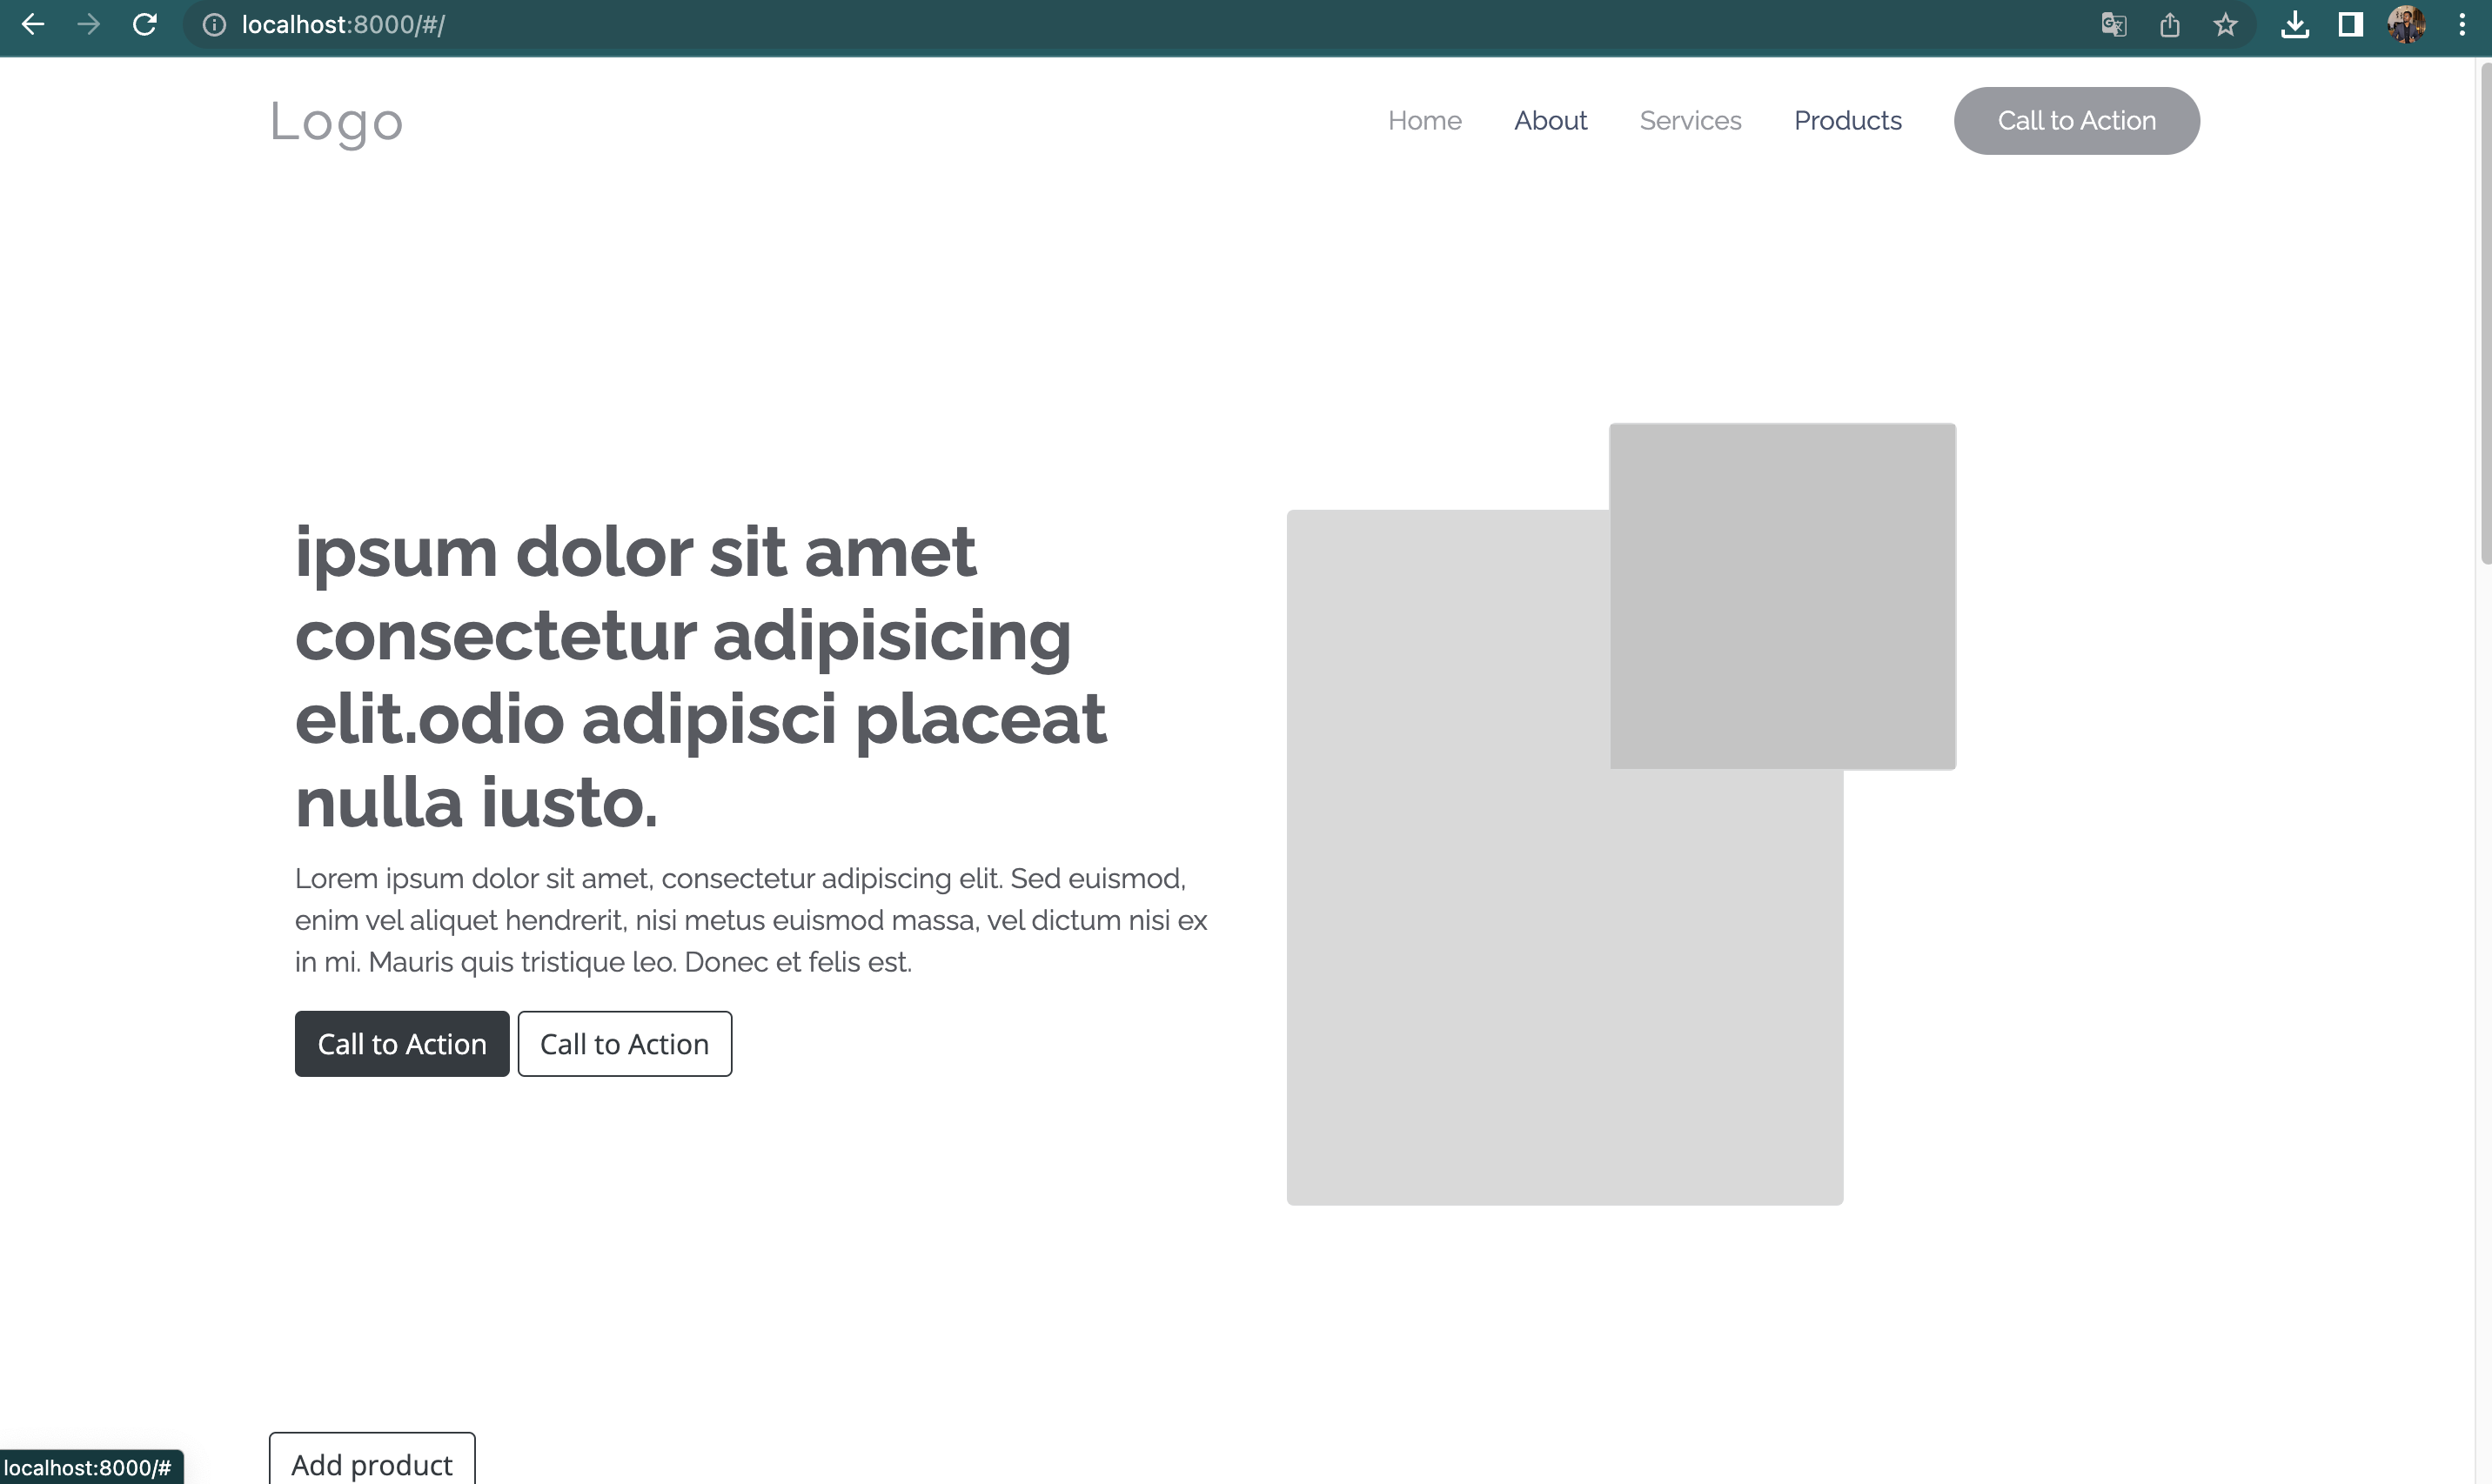 localhost:8000/#/
Logo
Home About Services Products Call to Action
ipsum dolor sit amet
consectetur adipisicing
elit.odio adipisci placeat
nulla iusto.
Lorem ipsum dolor sit amet, consectetur adipiscing elit. Sed euismod,
enim vel aliquet hendrerit, nisi metus euismod massa, vel dictum nisi ex
in mi. Mauris quis tristique leo. Donec et felis est.
Call to Action Call to Action
Add product
localhost:8000/#